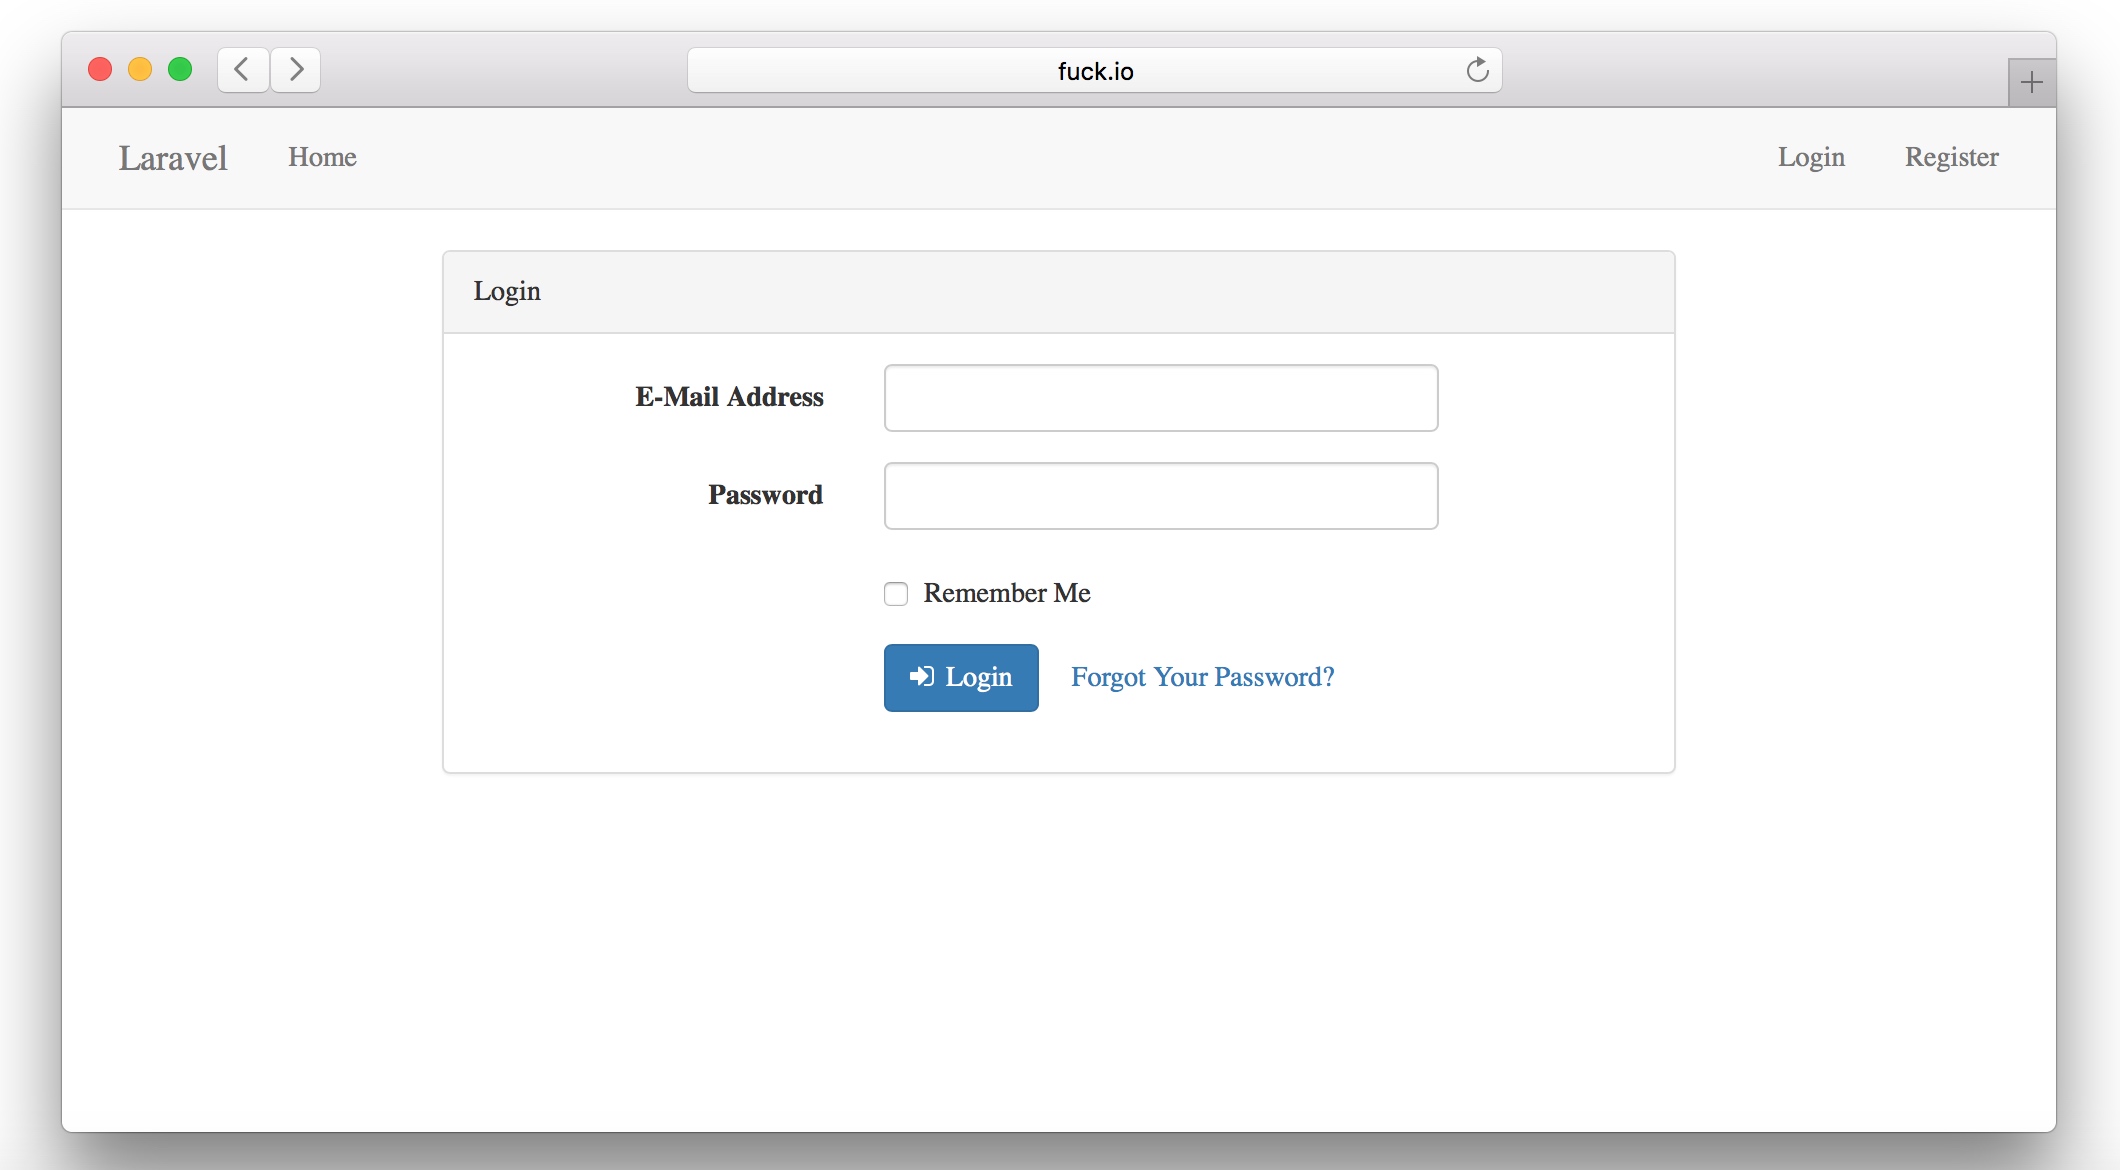 fuck.io
Laravel Home Login Register
Login
E-Mail Address
Password
Remember Me
Login Forgot Your Password?